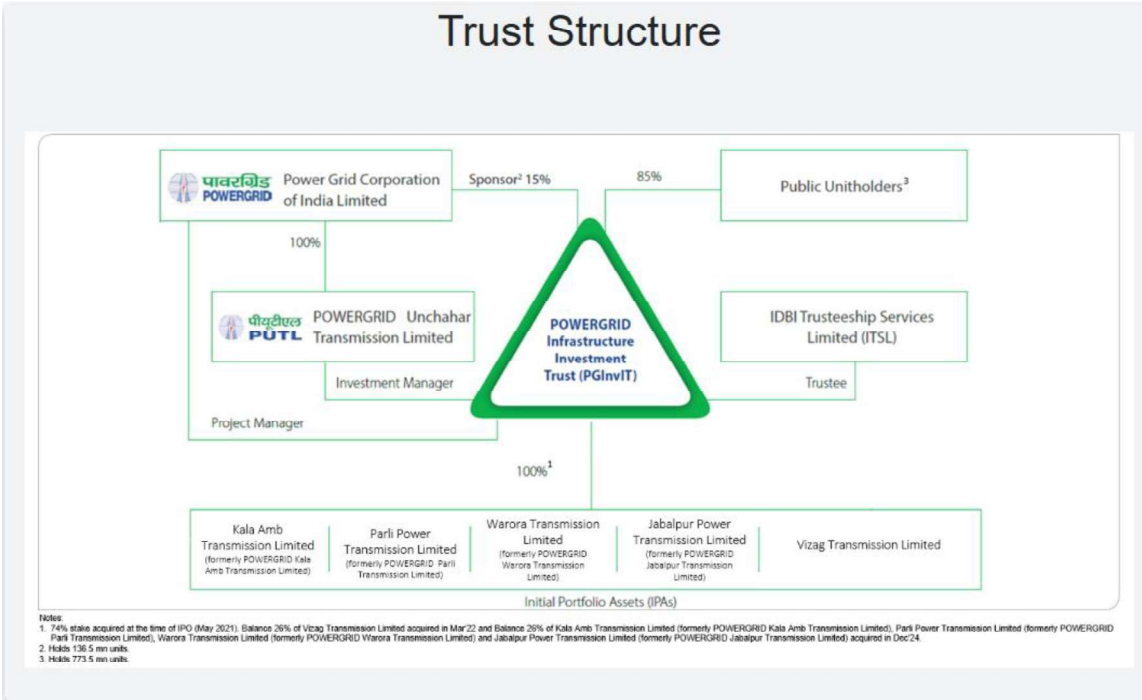 Trust Structure
पावरग्रिड
POWERGRID
Power Grid Corporation
of India Limited
Sponsor² 15%
85%
Public Unitholders³
100%
पीयूटीएल
PUTL
POWERGRID Unchahar
Transmission Limited
POWERGRID
Infrastructure
Investment
Trust (PGInvIT)
IDBI Trusteeship Services
Limited (ITSL)
Investment Manager
Trustee
Project Manager
100%¹
Kala Amb
Transmission Limited
(formerly POWERGRID Kala
Amb Transmission Limited)
Parli Power
Transmission Limited
(formerly POWERGRID Parli
Transmission Limited)
Warora Transmission
Limited
(formerly POWERGRID
Warora Transmission
Limited)
Jabalpur Power
Transmission Limited
(formerly POWERGRID
Jabalpur Transmission
Limited)
Vizag Transmission Limited
Initial Portfolio Assets (IPAs)
Notes:
1. 74% stake acquired at the time of IPO (May 2021). Balance 26% of Vizag Transmission Limited acquired in Mar'22 and Balance 26% of Kala Amb Transmission Limited (formerly POWERGRID Kala Amb Transmission Limited), Parli Power Transmission Limited (formerly POWERGRID
Parli Transmission Limited), Warora Transmission Limited (formerly POWERGRID Warora Transmission Limited) and Jabalpur Power Transmission Limited (formerly POWERGRID Jabalpur Transmission Limited) acquired in Dec'24.
2. Holds 136.5 mn units.
3. Holds 773.5 mn units.